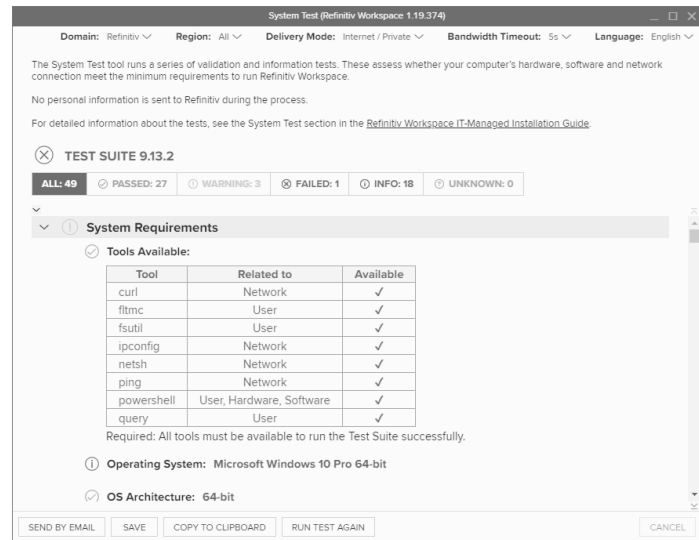 System Test (Refinitiv Workspace 1.19.374)
Domain: Refinitiv Region: All Delivery Mode: Internet / Private Bandwidth Timeout: 5s Language: English
The System Test tool runs a series of validation and information tests. These assess whether your computer's hardware, software and network
connection meet the minimum requirements to run Refinitiv Workspace.
No personal information is sent to Refinitiv during the process.
For detailed information about the tests, see the System Test section in the Refinitiv Workspace IT-Managed Installation Guide.
TEST SUITE 9.13.2
ALL: 49 PASSED: 27 WARNING: 3 FAILED: 1 INFO: 18 UNKNOWN: 0
System Requirements
Tools Available:
Tool Related to Available
curl Network ✓
fltmc User ✓
fsutil User ✓
ipconfig Network ✓
netsh Network ✓
ping Network ✓
powershell User, Hardware, Software ✓
query User ✓
Required: All tools must be available to run the Test Suite successfully.
Operating System: Microsoft Windows 10 Pro 64-bit
OS Architecture: 64-bit
SEND BY EMAIL SAVE COPY TO CLIPBOARD RUN TEST AGAIN CANCEL